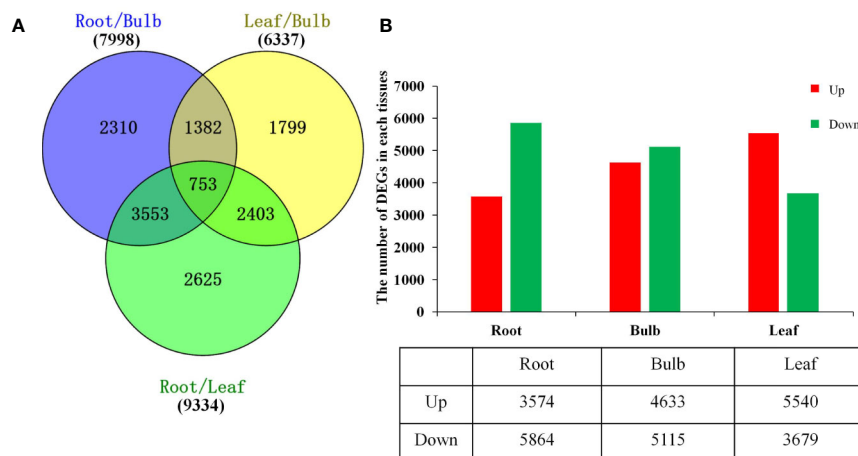 A
Root/Bulb
(7998)
Leaf/Bulb
(6337)
2310
1382
1799
753
3553
2403
2625
Root/Leaf
(9334)
B
The number of DEGs in each tissues
7000
6000
5000
4000
3000
2000
1000
0
Up
Down
Root Bulb Leaf
Root Bulb Leaf
Up 3574 4633 5540
Down 5864 5115 3679